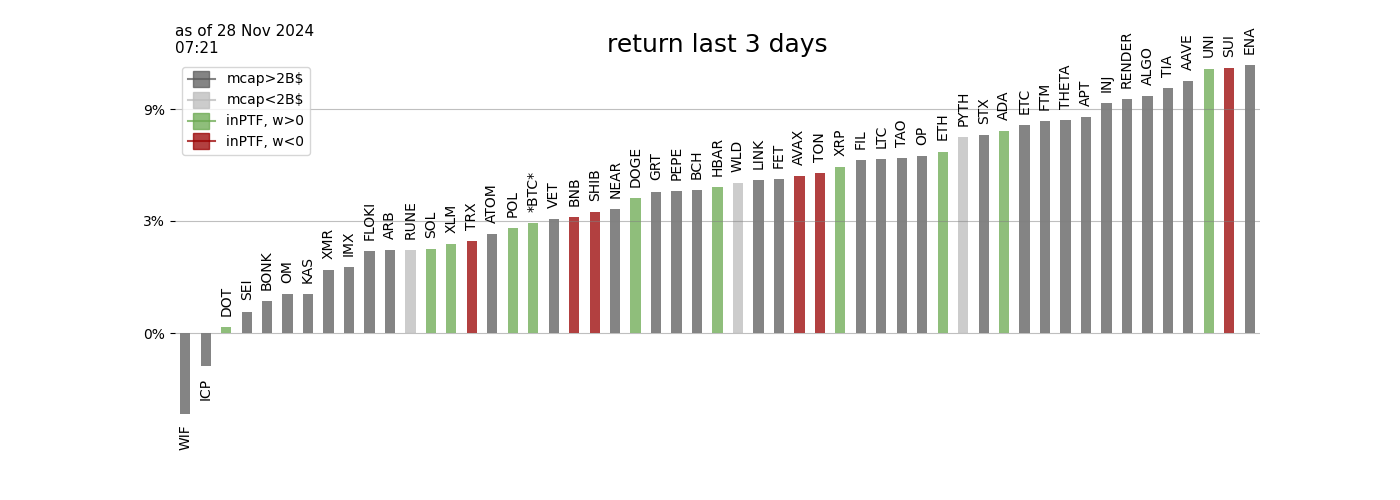 as of 28 Nov 2024
07:21
return last 3 days
mcap>2B$
mcap<2B$
inPTF, w>0
inPTF, w<0
9%
3%
0%
WIF
ICP
DOT
SEI
BONK
OM
KAS
XMR
IMX
FLOKI
ARB
RUNE
SOL
XLM
TRX
ATOM
POL
*BTC*
VET
BNB
SHIB
NEAR
DOGE
GRT
PEPE
BCH
HBAR
WLD
LINK
FET
AVAX
TON
XRP
FIL
LTC
TAO
OP
ETH
PYTH
STX
ADA
ETC
FTM
THETA
APT
INJ
RENDER
ALGO
TIA
AAVE
UNI
SUI
ENA